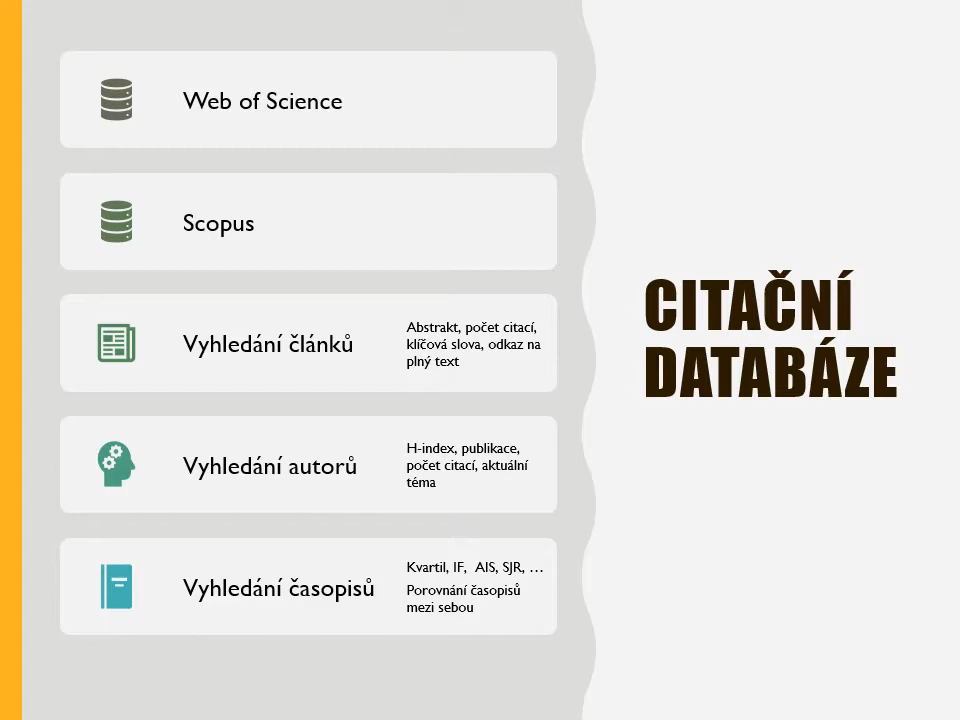 Web of Science
Scopus
Vyhledání článků
Abstrakt, počet citací,
klíčová slova, odkaz na
plný text
Vyhledání autorů
H-index, publikace,
počet citací, aktuální
téma
Vyhledání časopisů
Kvartil, IF, AIS, SJR, …
Porovnání časopisů
mezi sebou
CITAČNÍ
DATABÁZE